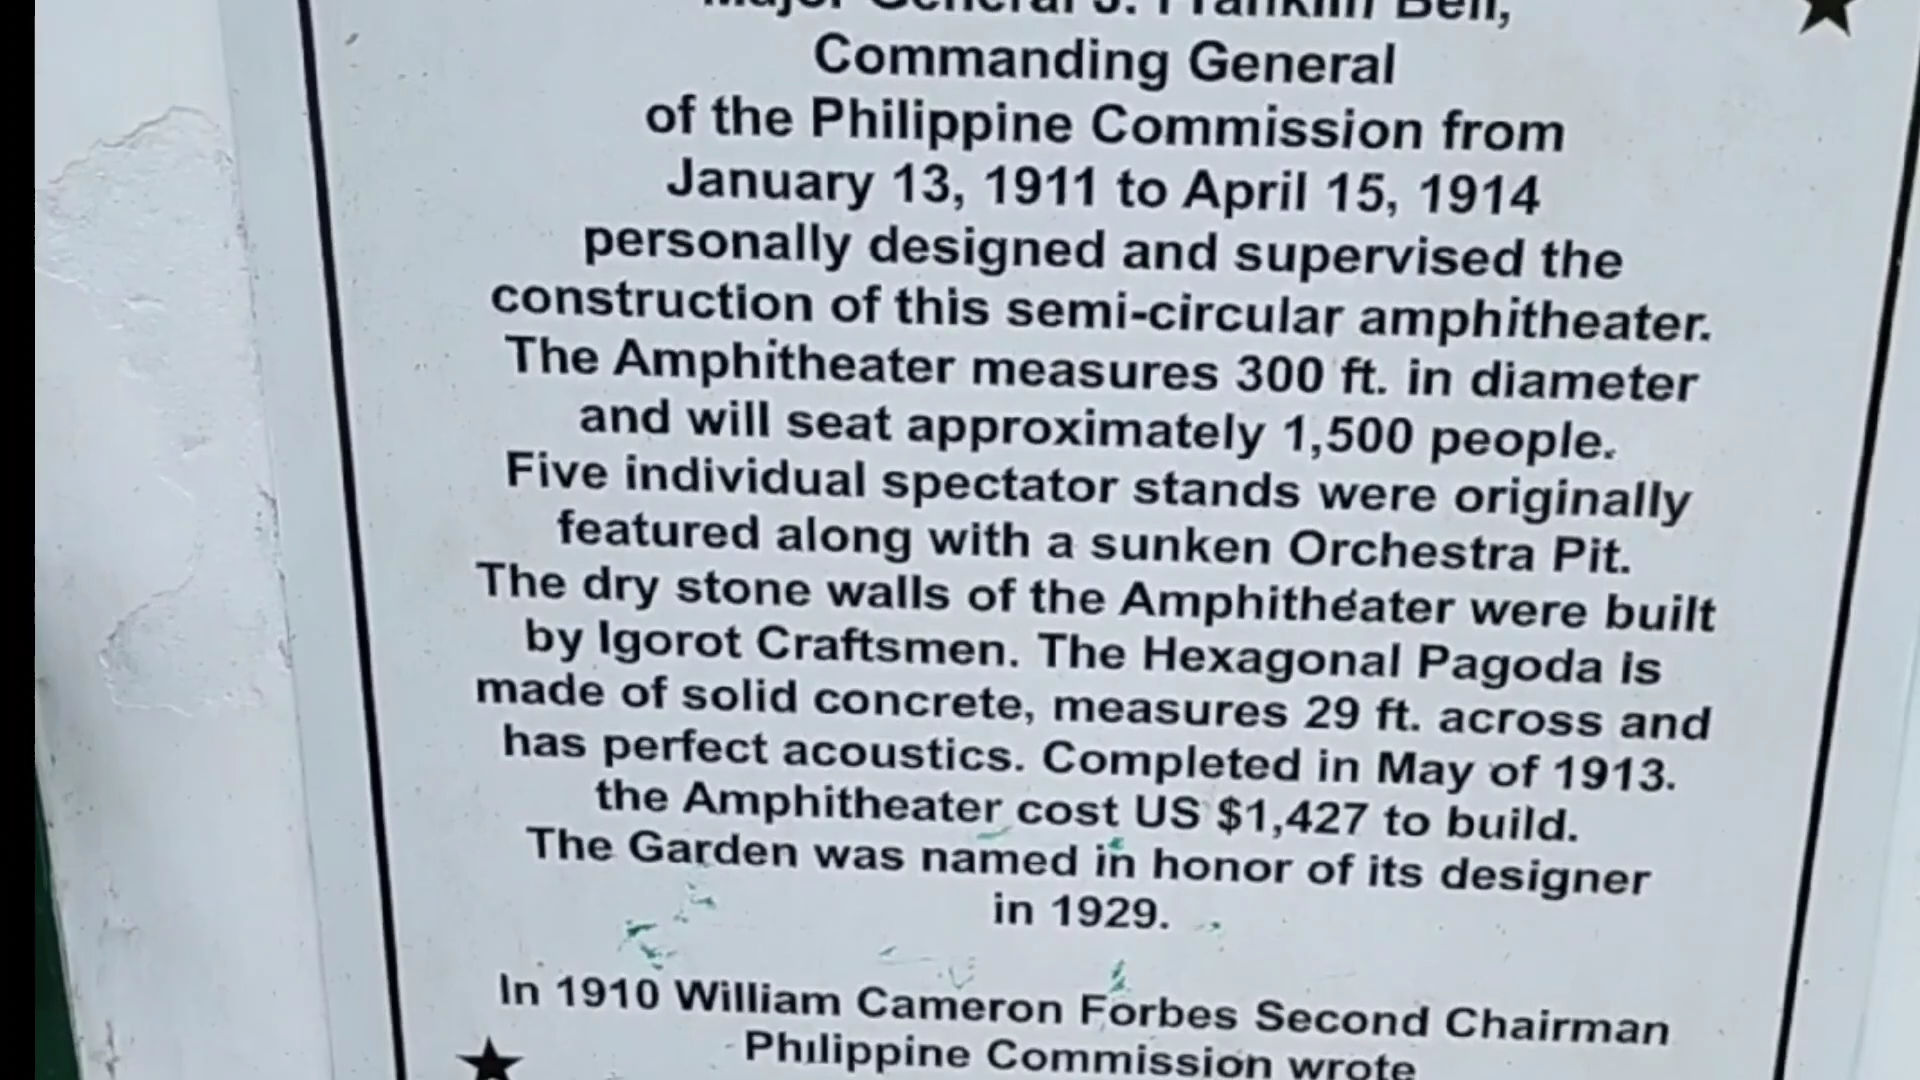 Major General J. Franklin Bell,
Commanding General
of the Philippine Commission from
January 13, 1911 to April 15, 1914
personally designed and supervised the
construction of this semi-circular amphitheater.
The Amphitheater measures 300 ft. in diameter
and will seat approximately 1,500 people.
Five individual spectator stands were originally
featured along with a sunken Orchestra Pit.
The dry stone walls of the Amphitheater were built
by Igorot Craftsmen. The Hexagonal Pagoda is
made of solid concrete, measures 29 ft. across and
has perfect acoustics. Completed in May of 1913.
the Amphitheater cost US $1,427 to build.
The Garden was named in honor of its designer
in 1929.
In 1910 William Cameron Forbes Second Chairman
Philippine Commission wrote